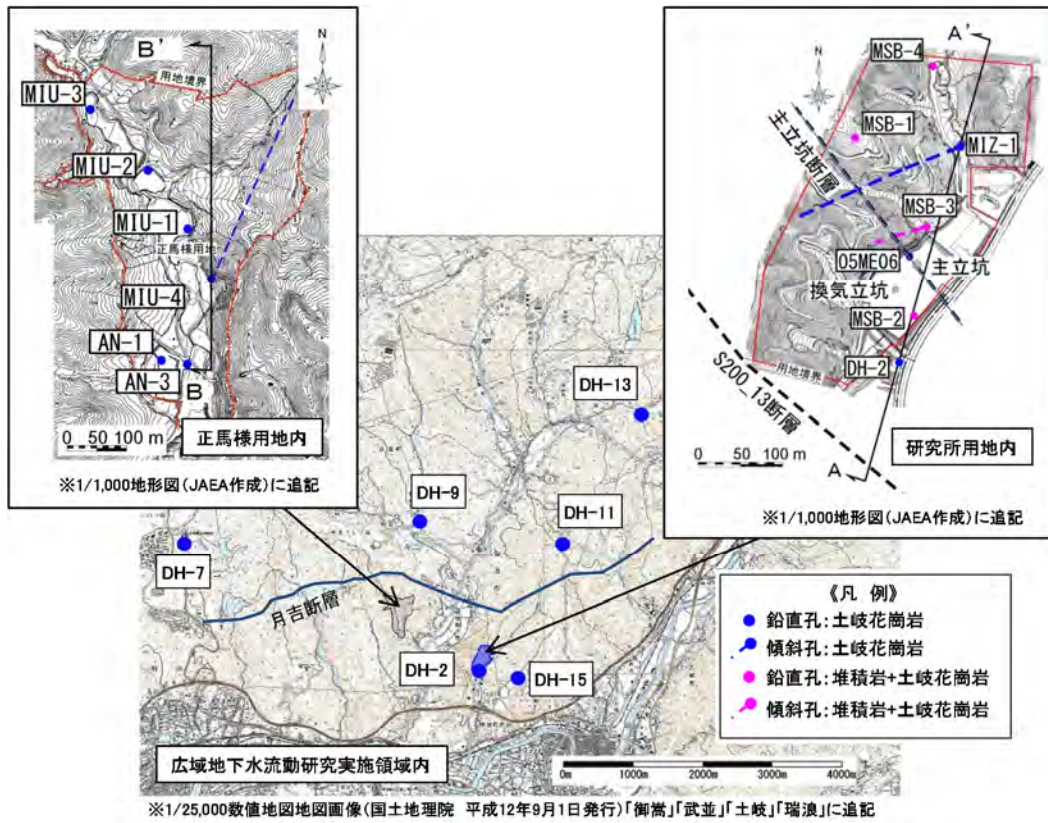 B'
N
用地境界
MIU-3
MIU-2
MIU-1
正馬様用地
MIU-4
AN-1
AN-3
B
0 50 100 m
正馬様用地内
※1/1,000地形図(JAEA作成)に追記
A'
N
MSB-4
MSB-1
主立坑断層
MIZ-1
MSB-3
05ME06
主立坑
換気立坑
MSB-2
DH-2
用地境界
S200_13断層
A
0 50 100 m
研究所用地内
※1/1,000地形図(JAEA作成)に追記
DH-13
DH-9
DH-11
DH-7
月吉断層
DH-2
DH-15
《凡 例》
鉛直孔:土岐花崗岩
傾斜孔:土岐花崗岩
鉛直孔:堆積岩+土岐花崗岩
傾斜孔:堆積岩+土岐花崗岩
広域地下水流動研究実施領域内
0m 1000m 2000m 3000m 4000m
※1/25,000数値地図地図画像(国土地理院 平成12年9月1日発行)「御嵩」「武並」「土岐」「瑞浪」に追記